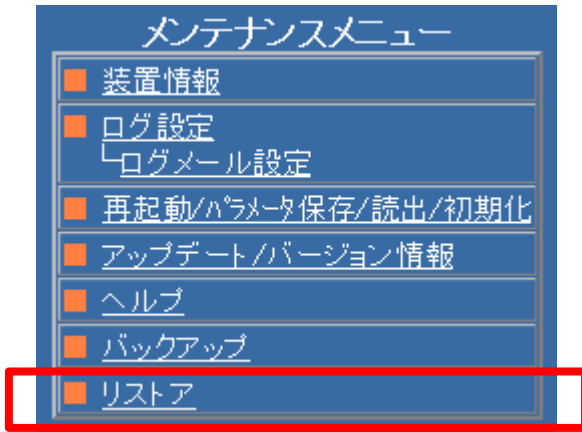 メンテナンスメニュー
装置情報
ログ設定
ログメール設定
再起動/ﾊﾟﾗﾒｰﾀ保存/読出/初期化
アップデート/バージョン情報
ヘルプ
バックアップ
リストア